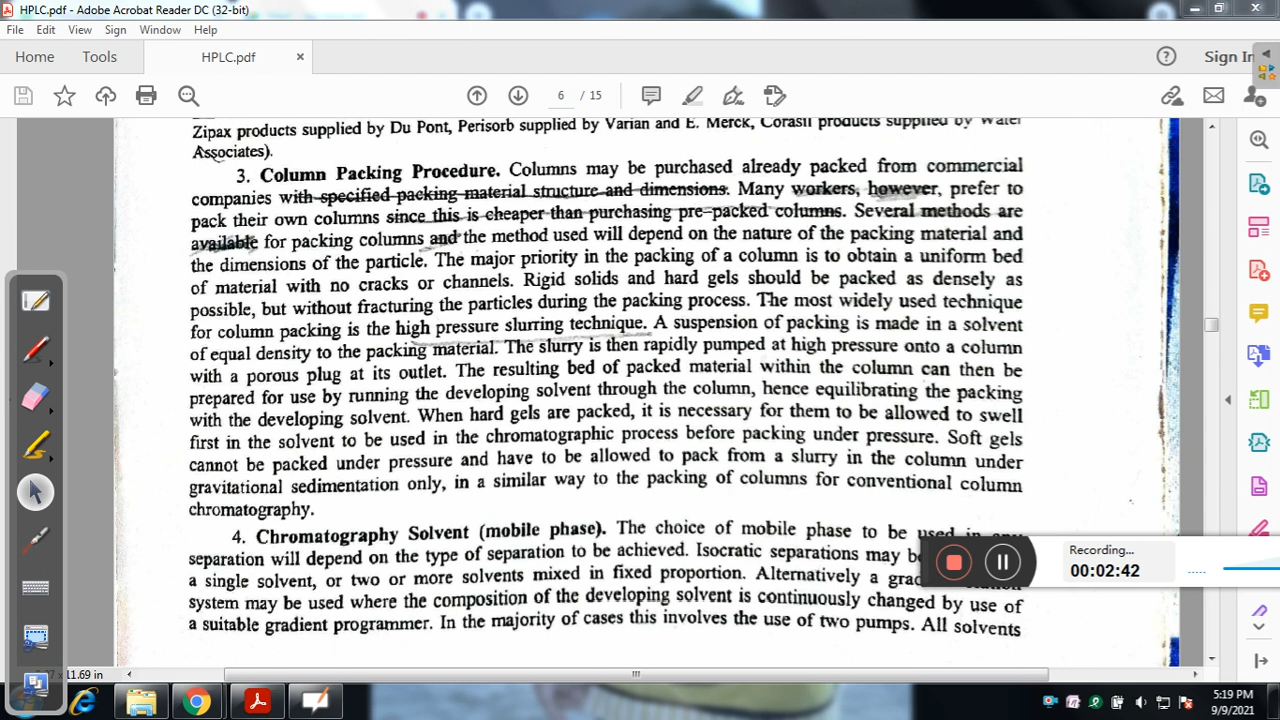 HPLC.pdf - Adobe Acrobat Reader DC (32-bit)
File Edit View Sign Window Help
Home Tools HPLC.pdf × Sign In
6 / 15
Zipax products supplied by Du Pont, Perisorb supplied by Varian and E. Merck, Corasil products supplied by Water
Associates).
3. Column Packing Procedure. Columns may be purchased already packed from commercial
companies with specified packing material structure and dimensions. Many workers, however, prefer to
pack their own columns since this is cheaper than purchasing pre-packed columns. Several methods are
available for packing columns and the method used will depend on the nature of the packing material and
the dimensions of the particle. The major priority in the packing of a column is to obtain a uniform bed
of material with no cracks or channels. Rigid solids and hard gels should be packed as densely as
possible, but without fracturing the particles during the packing process. The most widely used technique
for column packing is the high pressure slurring technique. A suspension of packing is made in a solvent
of equal density to the packing material. The slurry is then rapidly pumped at high pressure onto a column
with a porous plug at its outlet. The resulting bed of packed material within the column can then be
prepared for use by running the developing solvent through the column, hence equilibrating the packing
with the developing solvent. When hard gels are packed, it is necessary for them to be allowed to swell
first in the solvent to be used in the chromatographic process before packing under pressure. Soft gels
cannot be packed under pressure and have to be allowed to pack from a slurry in the column under
gravitational sedimentation only, in a similar way to the packing of columns for conventional column
chromatography.
4. Chromatography Solvent (mobile phase). The choice of mobile phase to be used in
separation will depend on the type of separation to be achieved. Isocratic separations may
a single solvent, or two or more solvents mixed in fixed proportion. Alternatively a
system may be used where the composition of the developing solvent is continuously changed by use of
a suitable gradient programmer. In the majority of cases this involves the use of two pumps. All solvents
Recording...
00:02:42
11.69 in
5:19 PM
9/9/2021